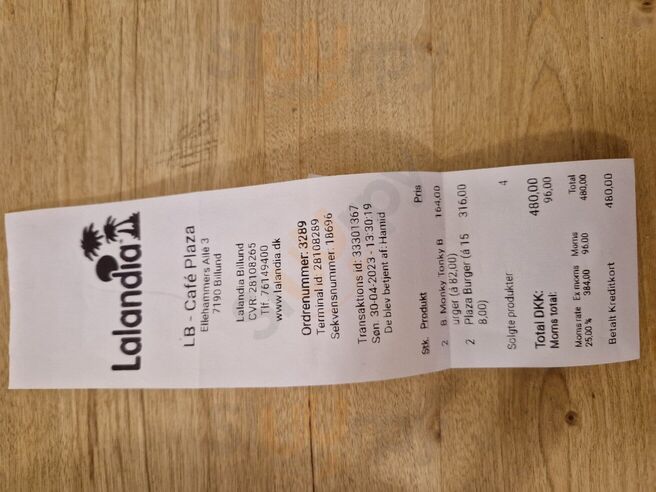 Lalandia
LB - Café Plaza
Ellehammers Alle 3
7190 Billund
Lalandia Billund
CVR: 28108265
Tlf: 76149400
www.lalandia.dk
Ordrenummer: 3289
Terminal id: 28108289
Sekvensnummer: 18696
Transaktions id: 33301367
Søn. 30-04-2023 - 13:30:19
De blev betjent af: Hamid
Stk. Produkt Pris
2 B. Monky Tonky B 164,00
urger (á 82,00)
2 Plaza Burger (á 15 316,00
8,00)
Solgte produkter 4
Total DKK: 480,00
Moms total: 96,00
Moms rate Ex moms Moms Total
25,00 % 384,00 96,00 480,00
Betalt Kreditkort 480,00